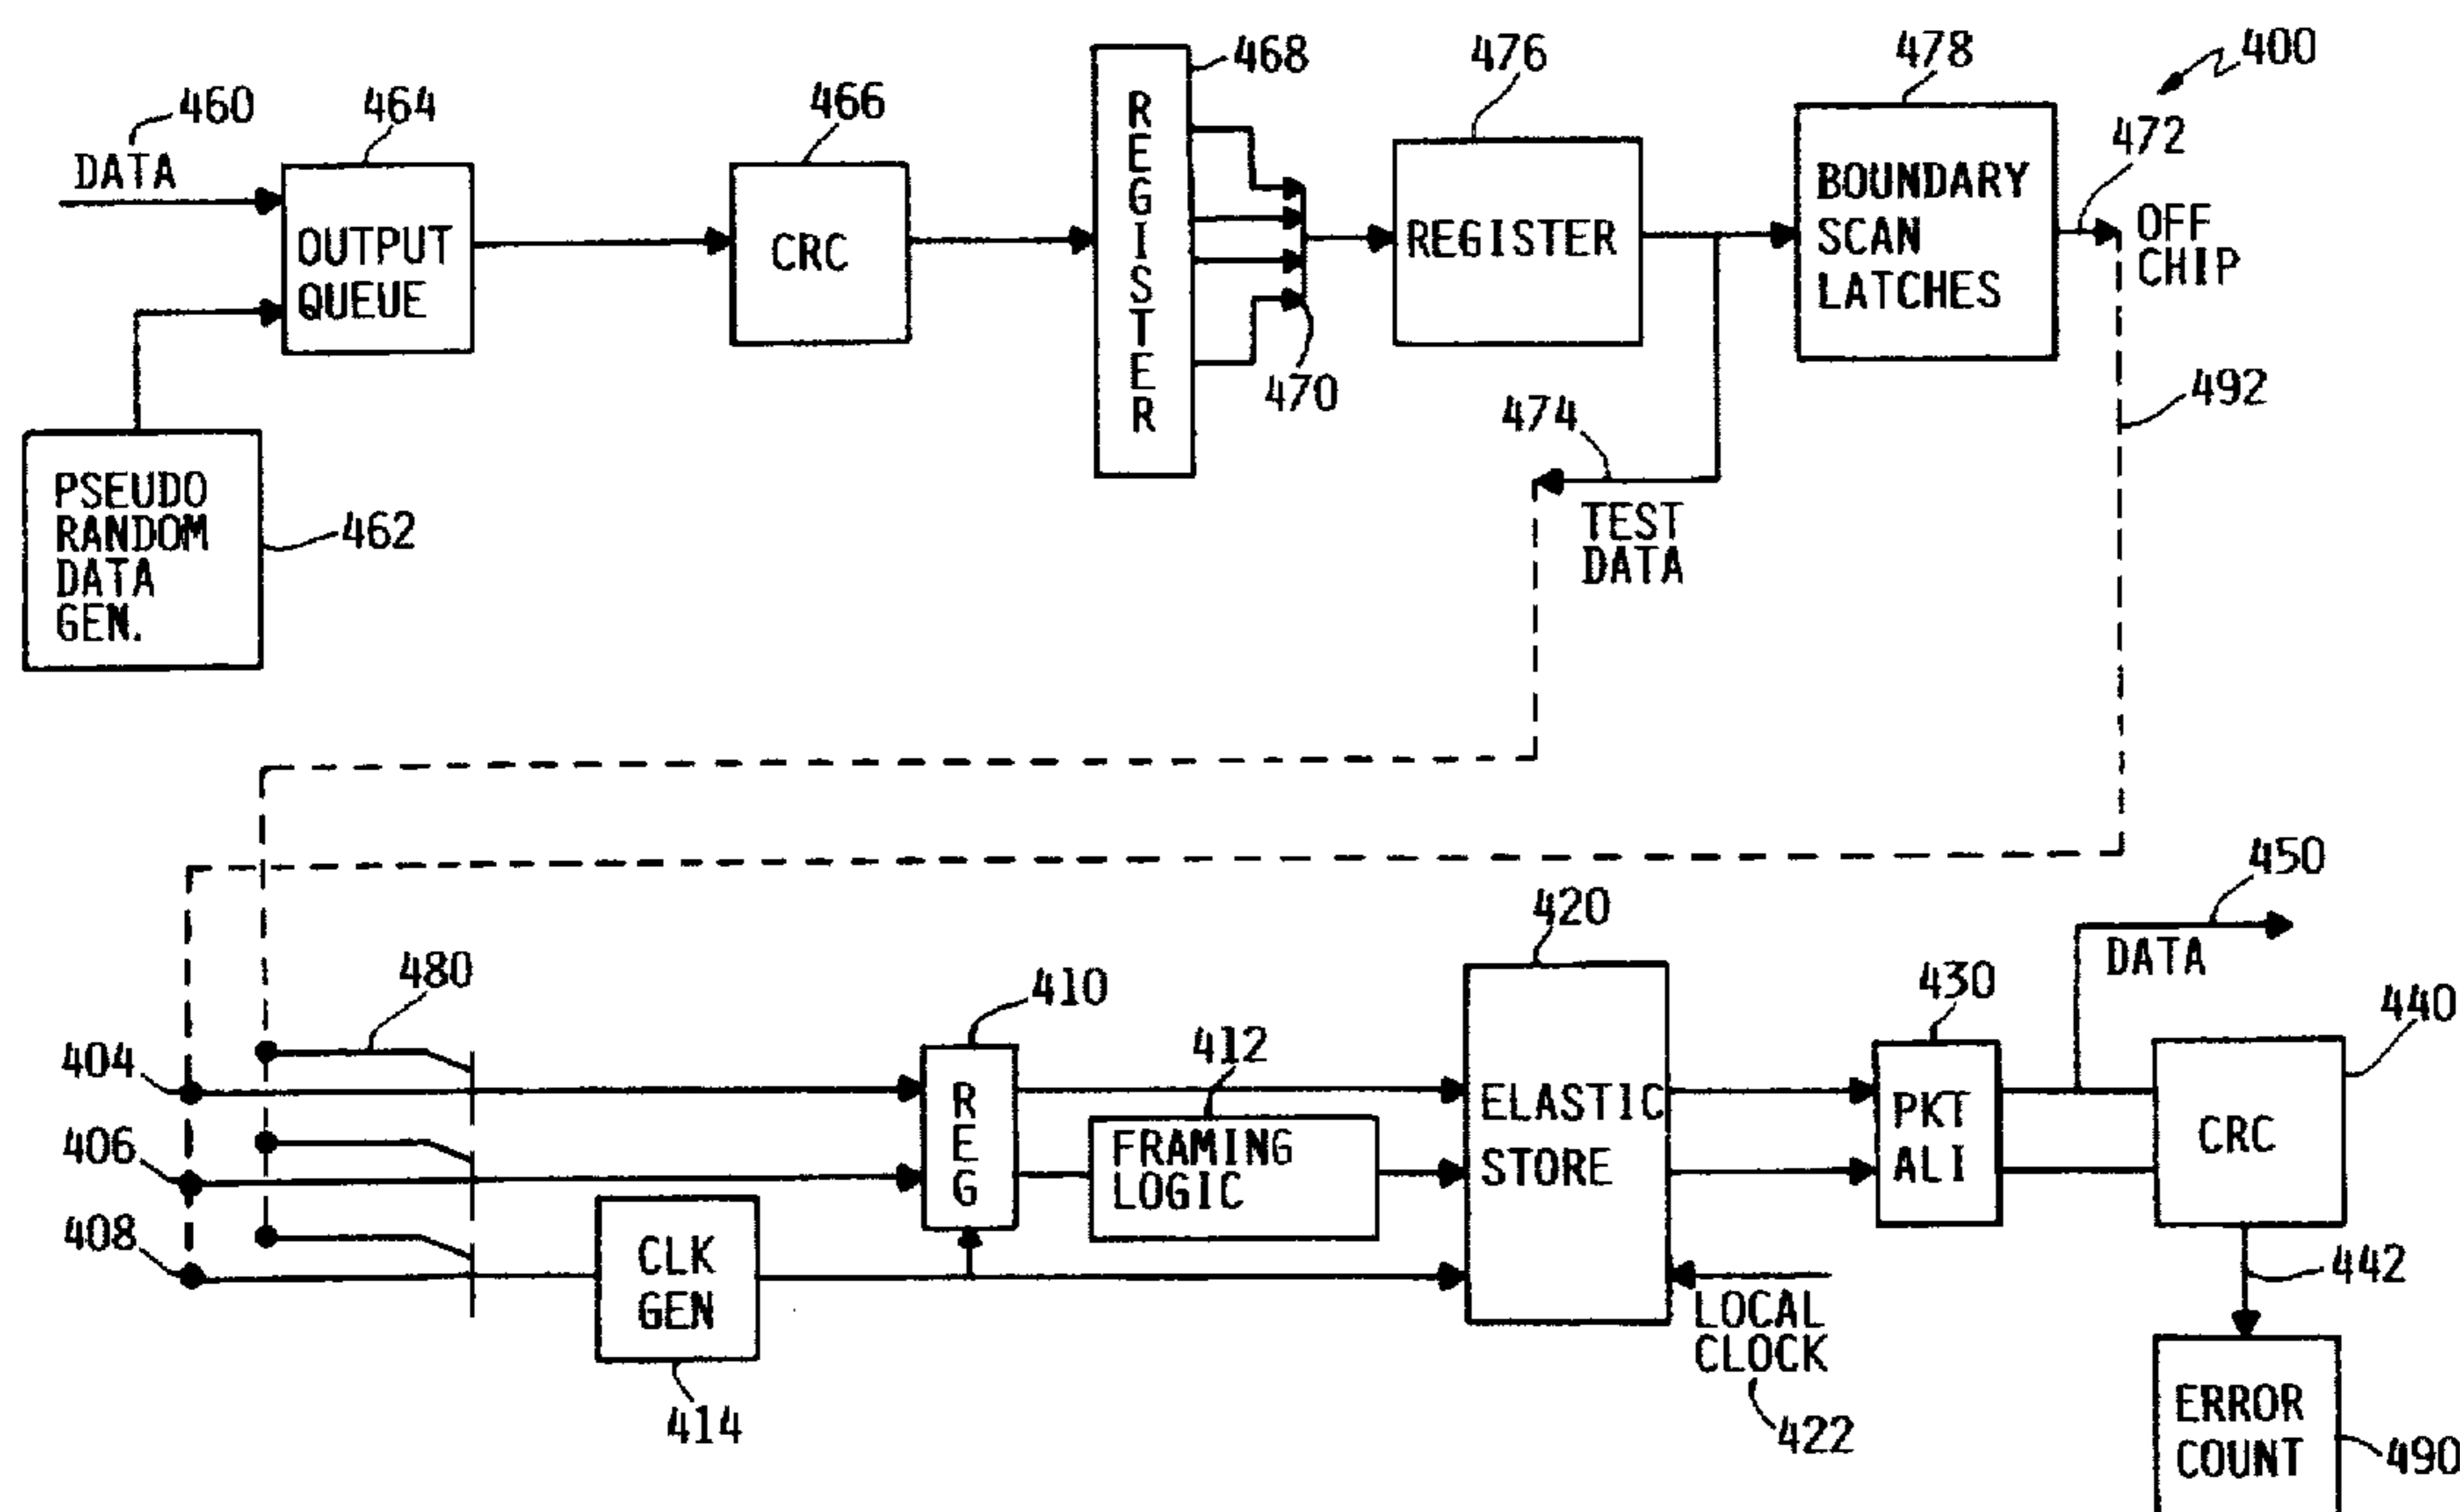 460
DATA
464
OUTPUT
QUEUE
466
CRC
468
REGISTER
470
476
REGISTER
478
BOUNDARY
SCAN
LATCHES
400
472
OFF
CHIP
492
474
TEST
DATA
PSEUDO
RANDOM
DATA
GEN.
462
480
404
406
408
410
REG
412
FRAMING
LOGIC
CLK
GEN
414
420
ELASTIC
STORE
LOCAL
CLOCK
422
430
PKT
ALI
450
DATA
440
CRC
442
ERROR
COUNT
490